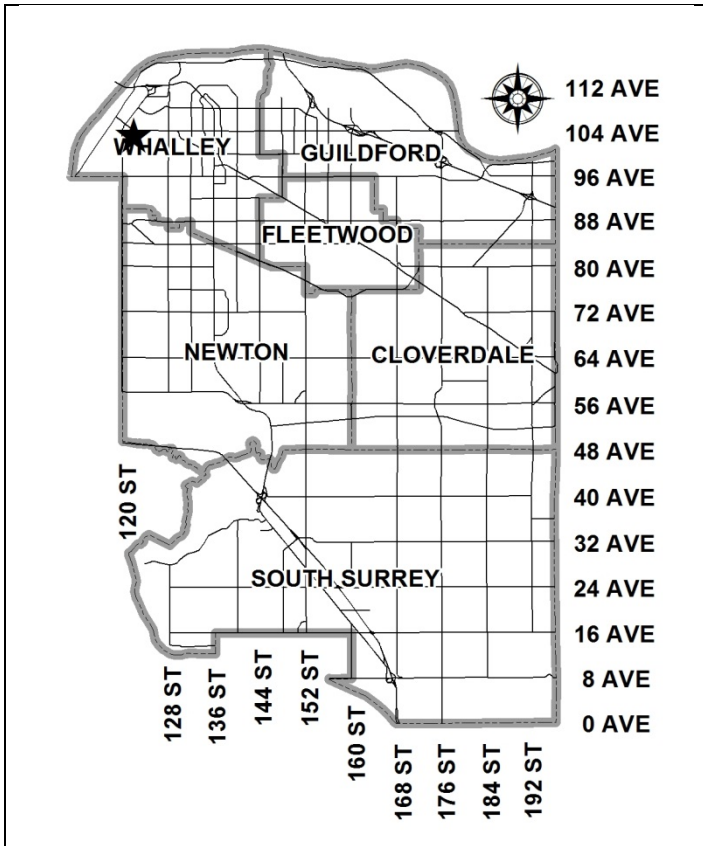 112 AVE
104 AVE
WHALLEY
GUILDFORD
96 AVE
88 AVE
FLEETWOOD
80 AVE
72 AVE
NEWTON
CLOVERDALE
64 AVE
56 AVE
48 AVE
120 ST
40 AVE
32 AVE
SOUTH SURREY
24 AVE
16 AVE
8 AVE
0 AVE
128 ST
136 ST
144 ST
152 ST
160 ST
168 ST
176 ST
184 ST
192 ST